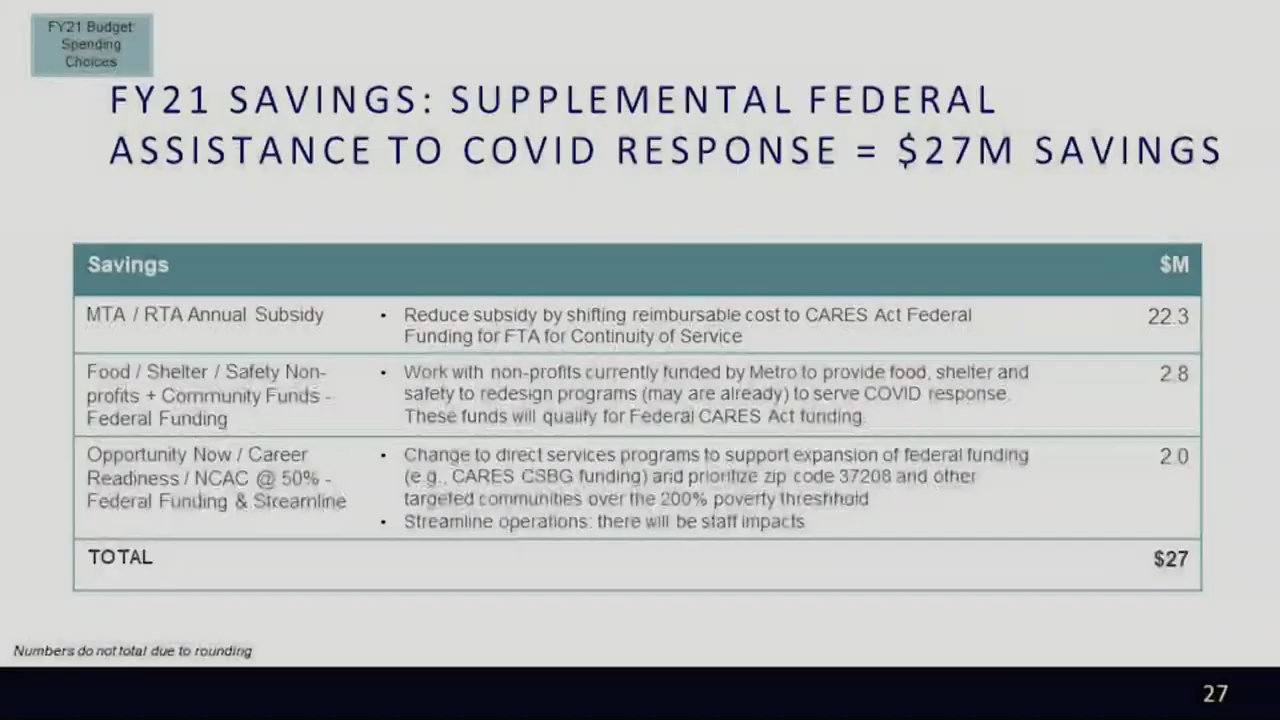 FY'21 Budget
Spending
Choices
FY21 SAVINGS: SUPPLEMENTAL FEDERAL
ASSISTANCE TO COVID RESPONSE = $27M SAVINGS
Savings $M
MTA / RTA Annual Subsidy • Reduce subsidy by shifting reimbursable cost to CARES Act Federal 22.3
Funding for FTA for Continuity of Service
Food / Shelter / Safety Non- • Work with non-profits currently funded by Metro to provide food, shelter and 2.8
profits + Community Funds - safety to redesign programs (may are already) to serve COVID response.
Federal Funding These funds will qualify for Federal CARES Act funding.
Opportunity Now / Career • Change to direct services programs to support expansion of federal funding 2.0
Readiness / NCAC @ 50% - (e.g., CARES CSBG funding) and prioritize zip code 37208 and other
Federal Funding & Streamline targeted communities over the 200% poverty threshhold
• Streamline operations: there will be staff impacts
TOTAL $27
Numbers do not total due to rounding
27